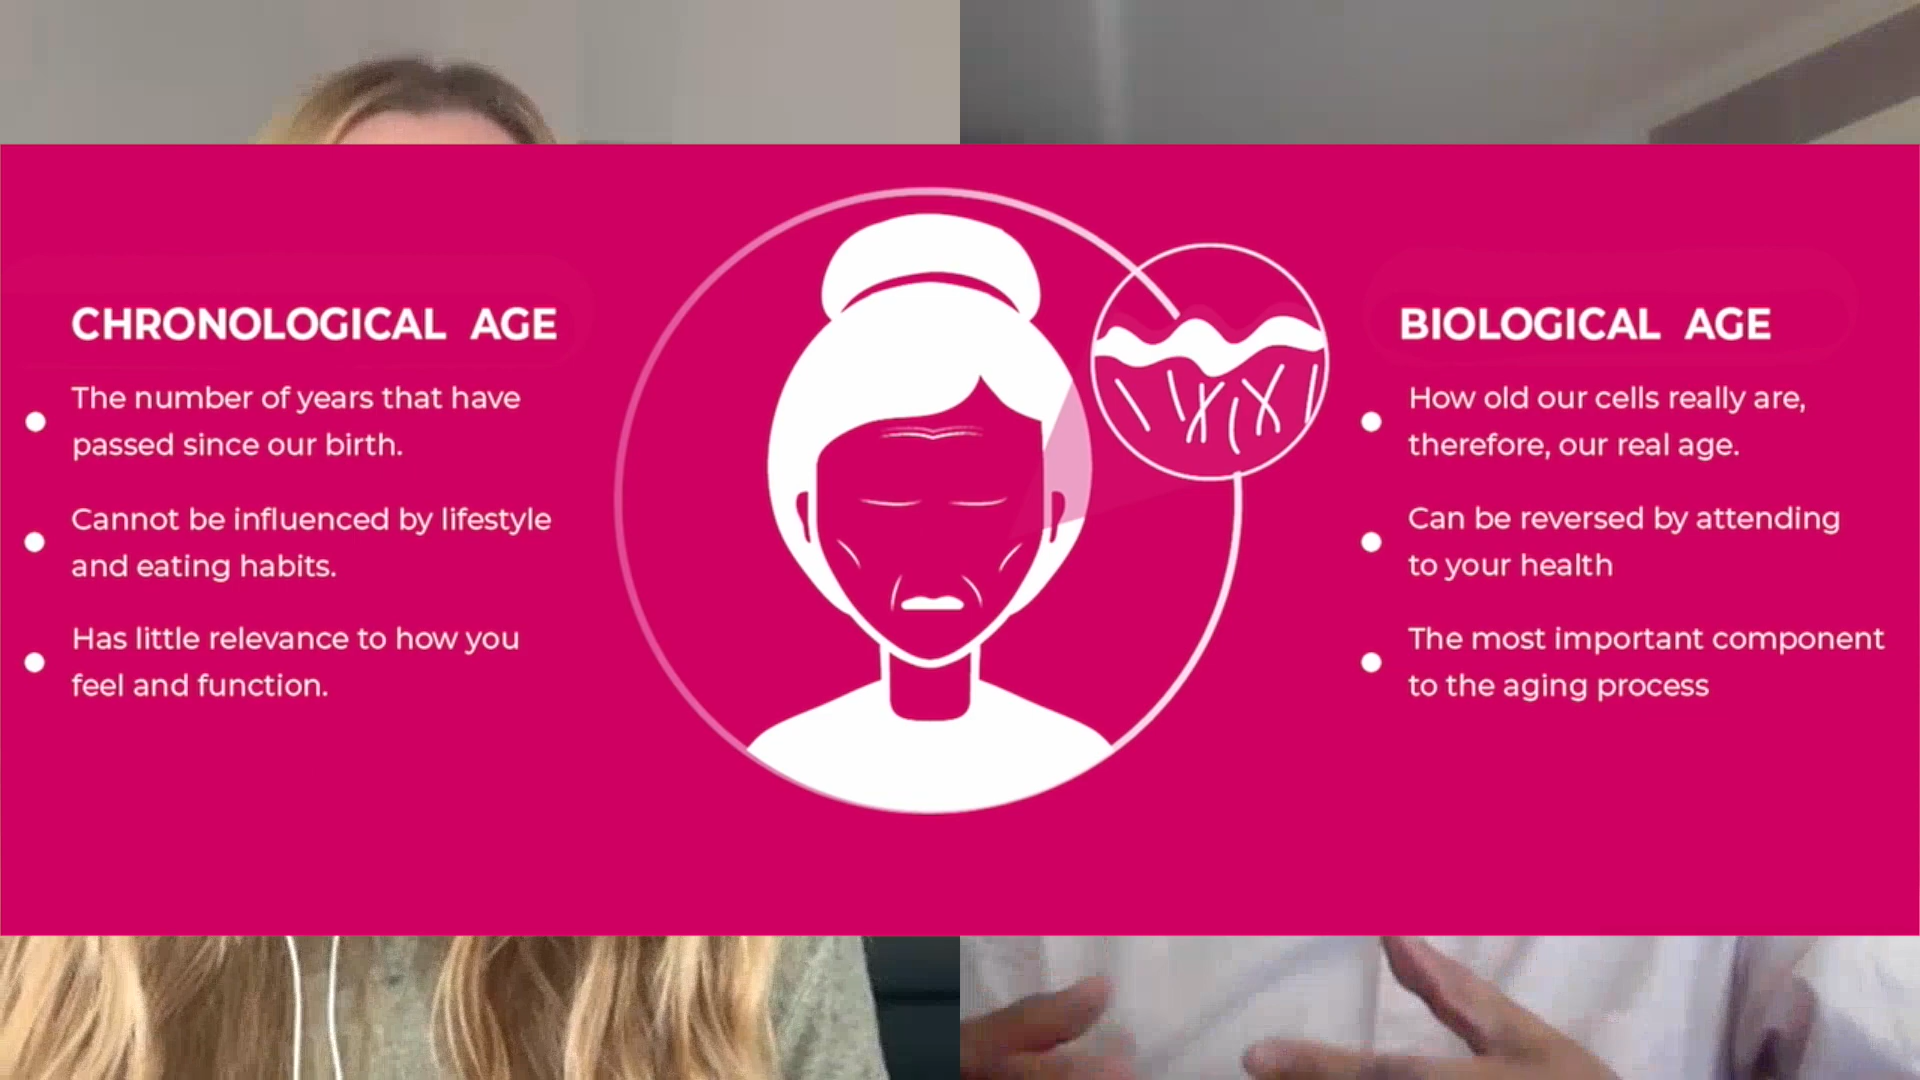 CHRONOLOGICAL AGE
The number of years that have
passed since our birth.
Cannot be influenced by lifestyle
and eating habits.
Has little relevance to how you
feel and function.
BIOLOGICAL AGE
How old our cells really are,
therefore, our real age.
Can be reversed by attending
to your health
The most important component
to the aging process